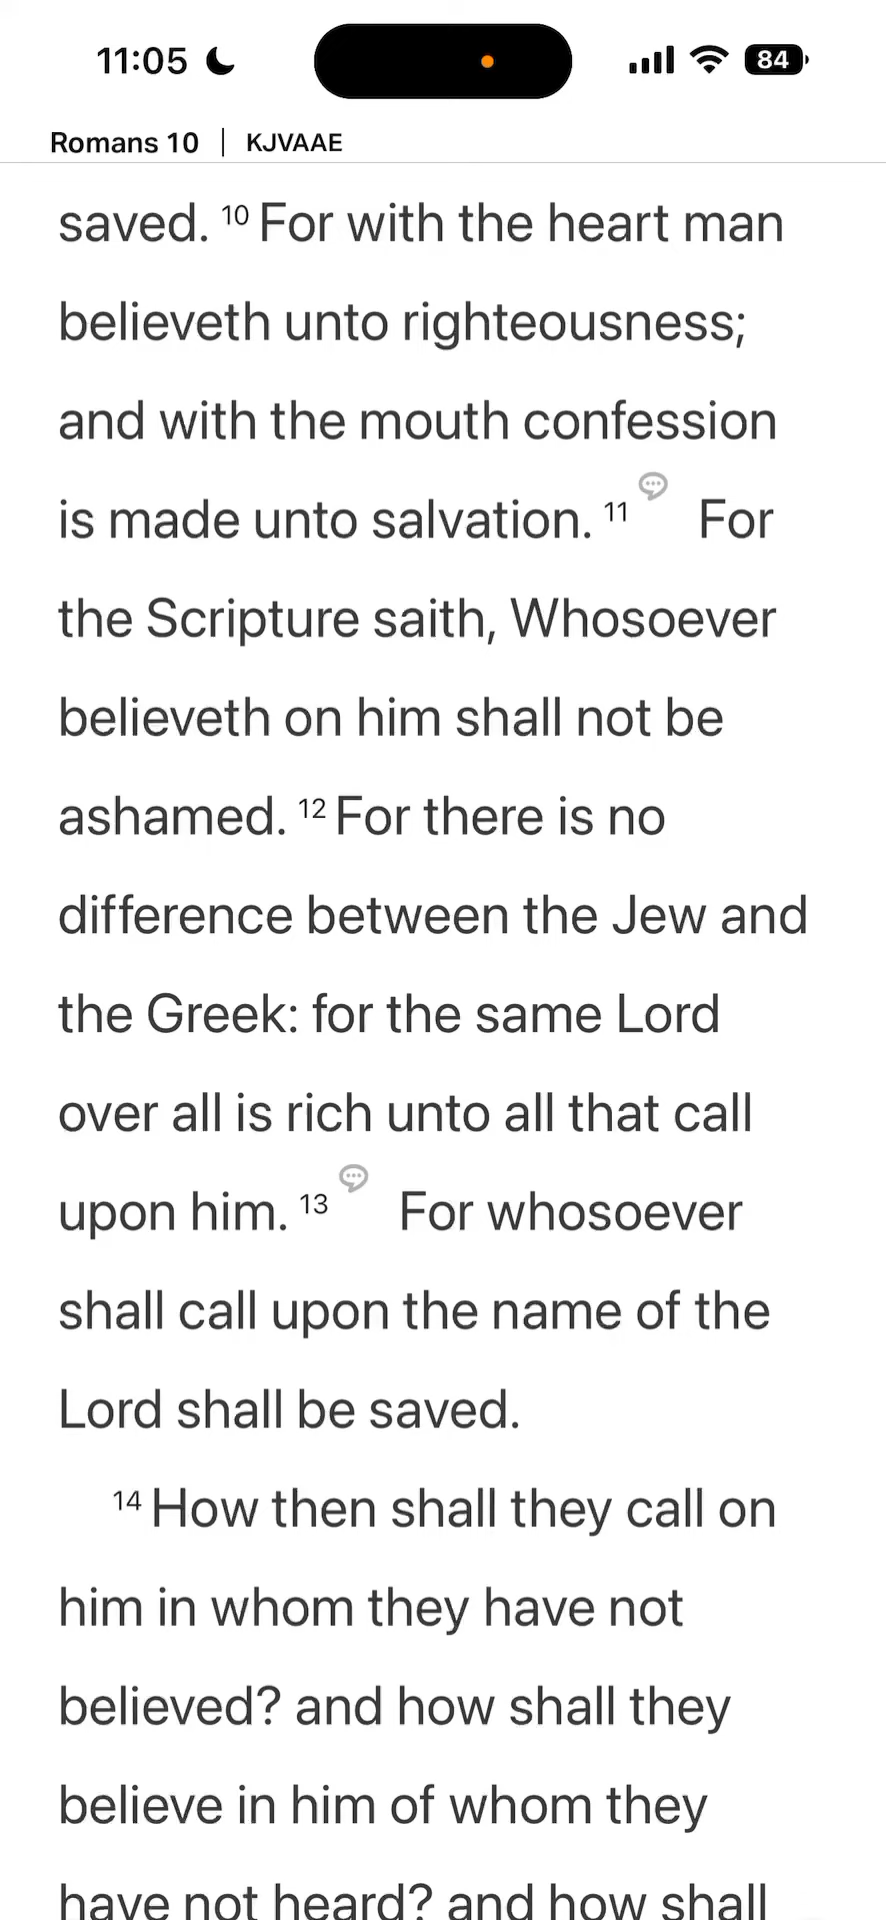 11:05
84
Romans 10 | KJVAAE
saved. 10 For with the heart man
believeth unto righteousness;
and with the mouth confession
is made unto salvation. 11 For
the Scripture saith, Whosoever
believeth on him shall not be
ashamed. 12 For there is no
difference between the Jew and
the Greek: for the same Lord
over all is rich unto all that call
upon him. 13 For whosoever
shall call upon the name of the
Lord shall be saved.
14 How then shall they call on
him in whom they have not
believed? and how shall they
believe in him of whom they
have not heard? and how shall